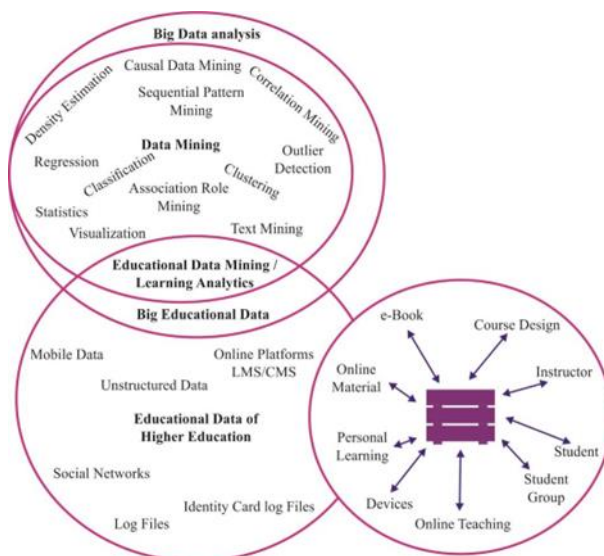 Big Data analysis
Causal Data Mining
Density Estimation
Correlation Mining
Sequential Pattern
Mining
Data Mining
Regression
Outlier
Detection
Classification
Clustering
Association Role
Mining
Statistics
Visualization
Text Mining
Educational Data Mining /
Learning Analytics
Big Educational Data
Mobile Data
Online Platforms
LMS/CMS
Unstructured Data
Educational Data of
Higher Education
Social Networks
Identity Card log Files
Log Files
e-Book
Course Design
Online
Material
Instructor
Personal
Learning
Student
Student
Group
Devices
Online Teaching